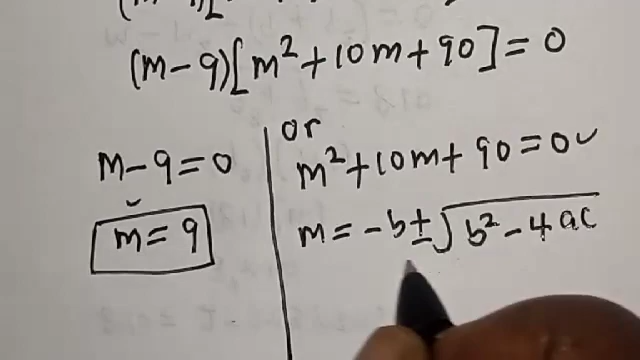 (m-9)[m²+10m+90]=0
or
m-9=0
m²+10m+90=0
m=9
m=-b±√b²-4ac